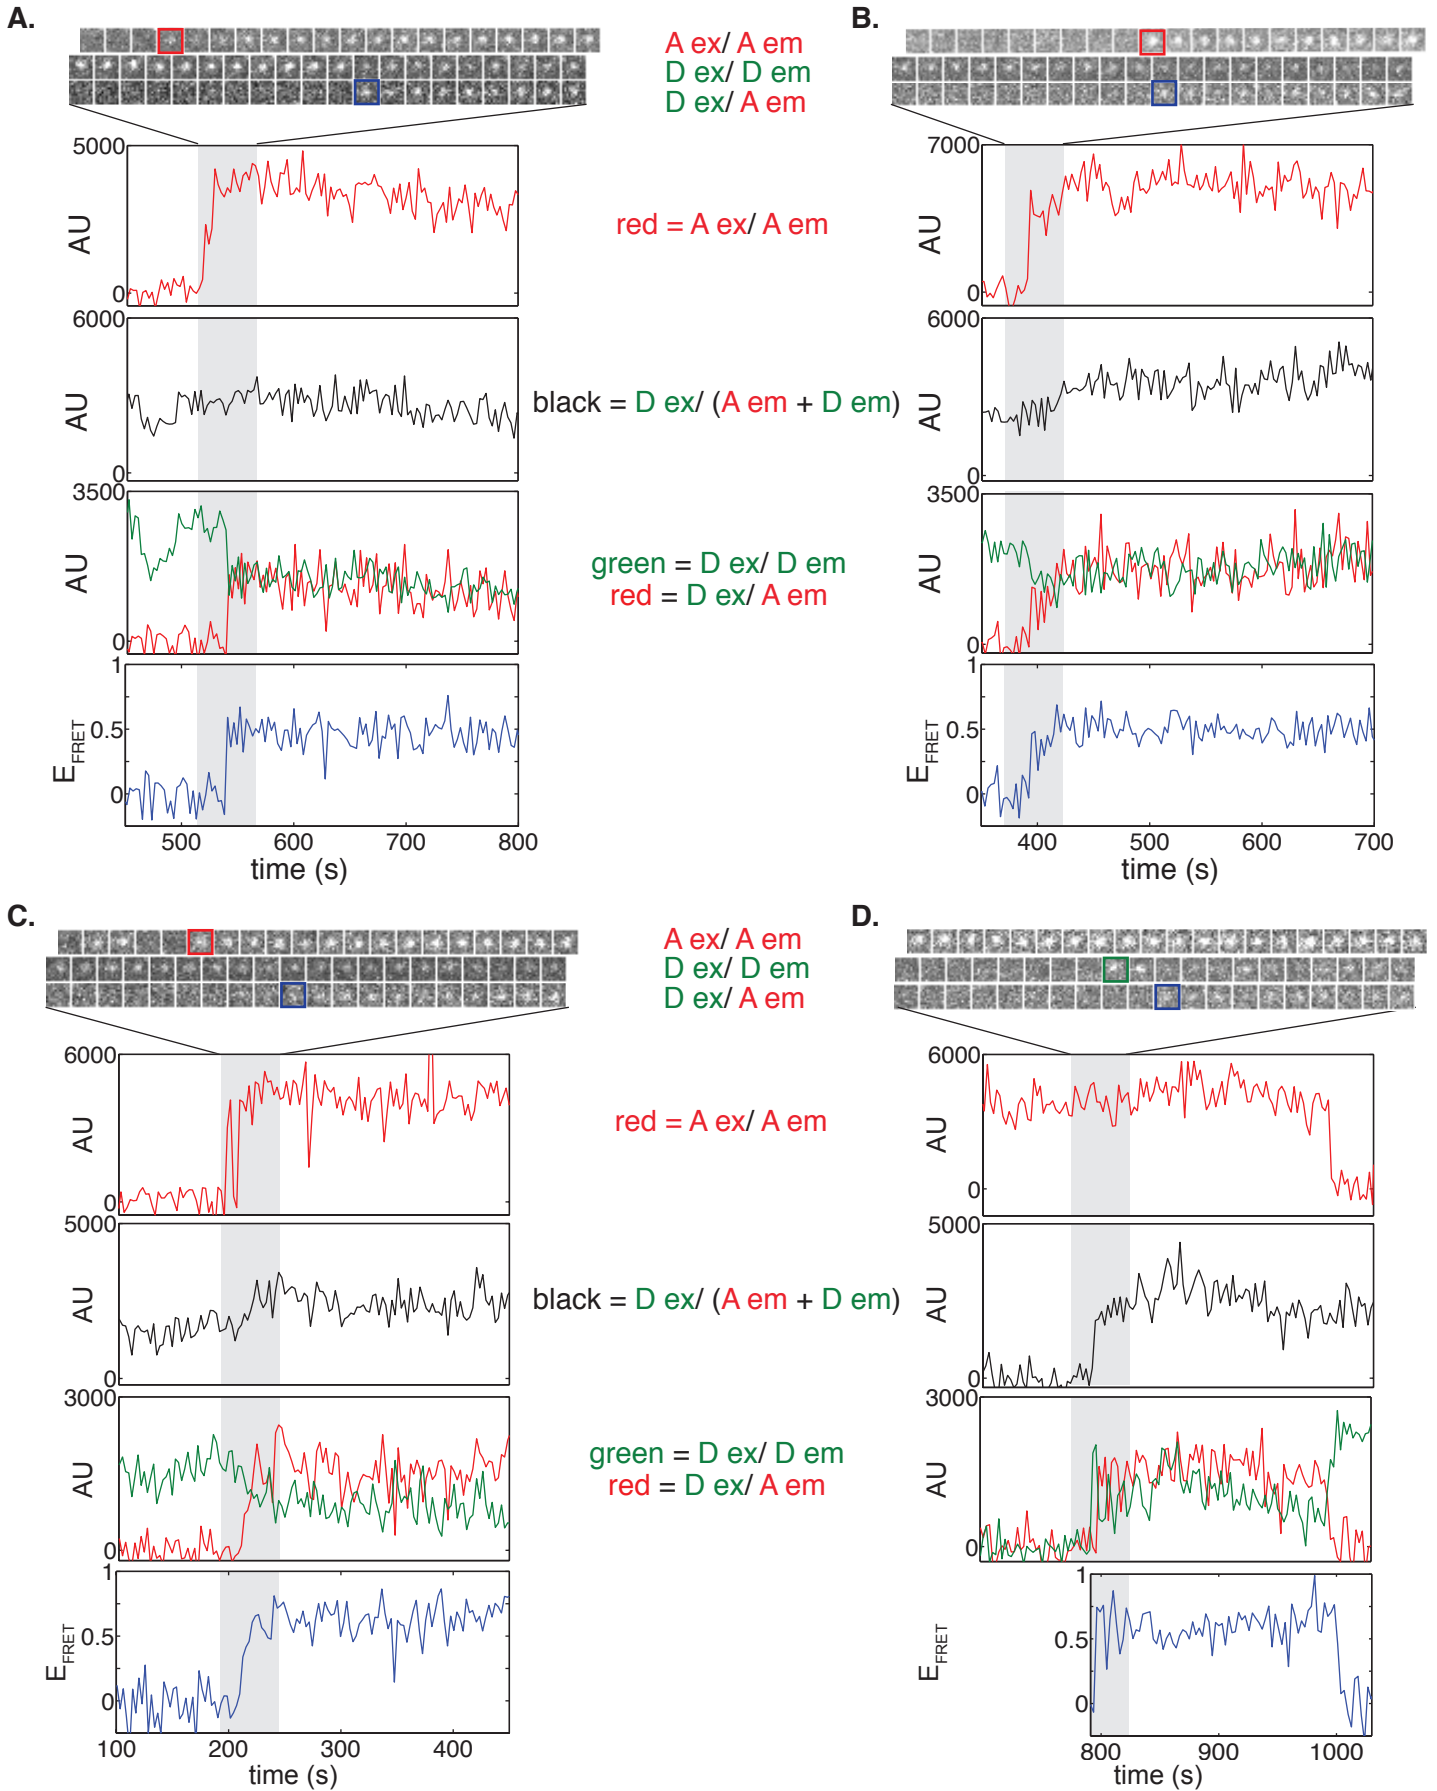 A.
B.
A ex/ A em
D ex/ D em
D ex/ A em
5000
AU
0
red = A ex/ A em
7000
AU
0
6000
AU
0
black = D ex/ (A em + D em)
6000
AU
0
3500
AU
0
green = D ex/ D em
red = D ex/ A em
3500
AU
0
1
0.5
0
E FRET
500
600
700
800
time (s)
1
0.5
0
E FRET
400
500
600
700
time (s)
C.
D.
A ex/ A em
D ex/ D em
D ex/ A em
6000
AU
0
red = A ex/ A em
6000
AU
0
5000
AU
0
black = D ex/ (A em + D em)
5000
AU
0
3000
AU
0
green = D ex/ D em
red = D ex/ A em
3000
AU
0
1
0.5
0
E FRET
100
200
300
400
time (s)
1
0.5
0
E FRET
800
900
1000
time (s)